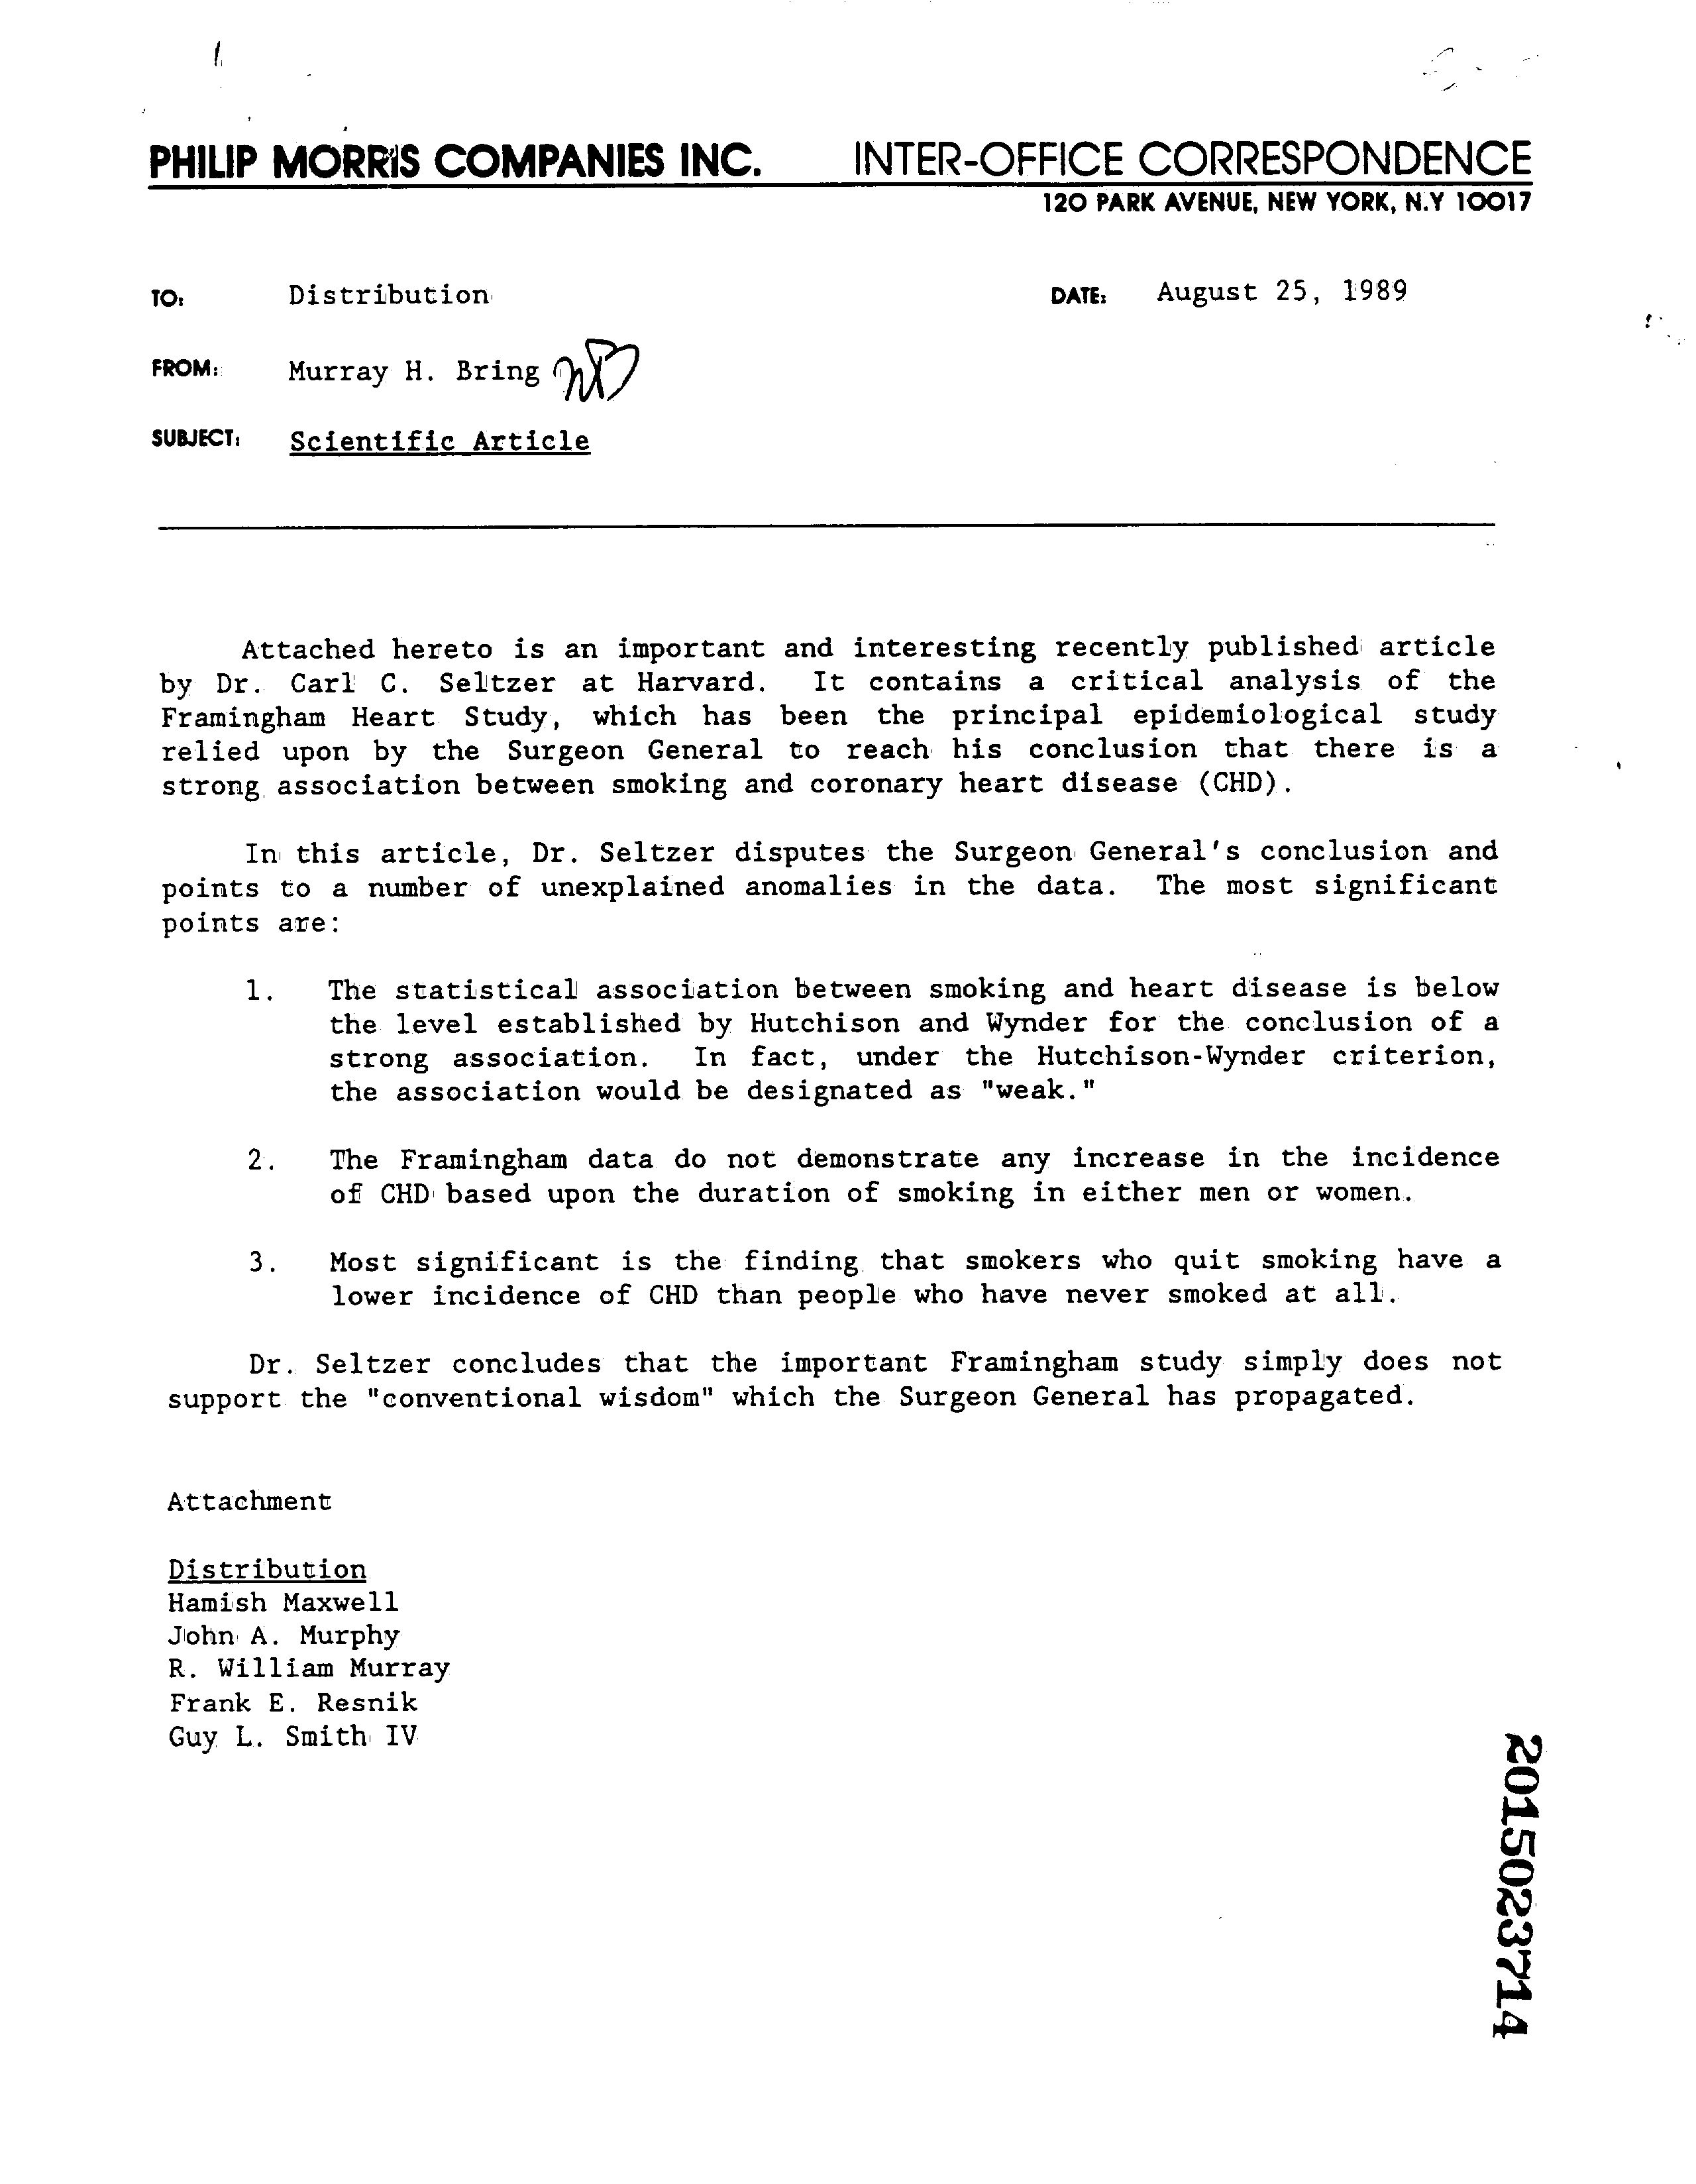 PHILIP MORRIS COMPANIES INC. INTER-OFFICE CORRESPONDENCE
120 PARK AVENUE, NEW YORK, N.Y 10017
TO: Distribution DATE: August 25, 1989
FROM: Murray H. Bring
SUBJECT: Scientific Article
Attached hereto is an important and interesting recently published article
by Dr. Carl C. Seltzer at Harvard. It contains a critical analysis of the
Framingham Heart Study, which has been the principal epidemiological study
relied upon by the Surgeon General to reach his conclusion that there is a
strong association between smoking and coronary heart disease (CHD).
In this article, Dr. Seltzer disputes the Surgeon General's conclusion and
points to a number of unexplained anomalies in the data. The most significant
points are:
1. The statistical association between smoking and heart disease is below
the level established by Hutchison and Wynder for the conclusion of a
strong association. In fact, under the Hutchison-Wynder criterion,
the association would be designated as "weak."
2. The Framingham data do not demonstrate any increase in the incidence
of CHD based upon the duration of smoking in either men or women.
3. Most significant is the finding that smokers who quit smoking have a
lower incidence of CHD than people who have never smoked at all.
Dr. Seltzer concludes that the important Framingham study simply does not
support the "conventional wisdom" which the Surgeon General has propagated.
Attachment
Distribution
Hamish Maxwell
John A. Murphy
R. William Murray
Frank E. Resnik
Guy L. Smith IV
2015023714